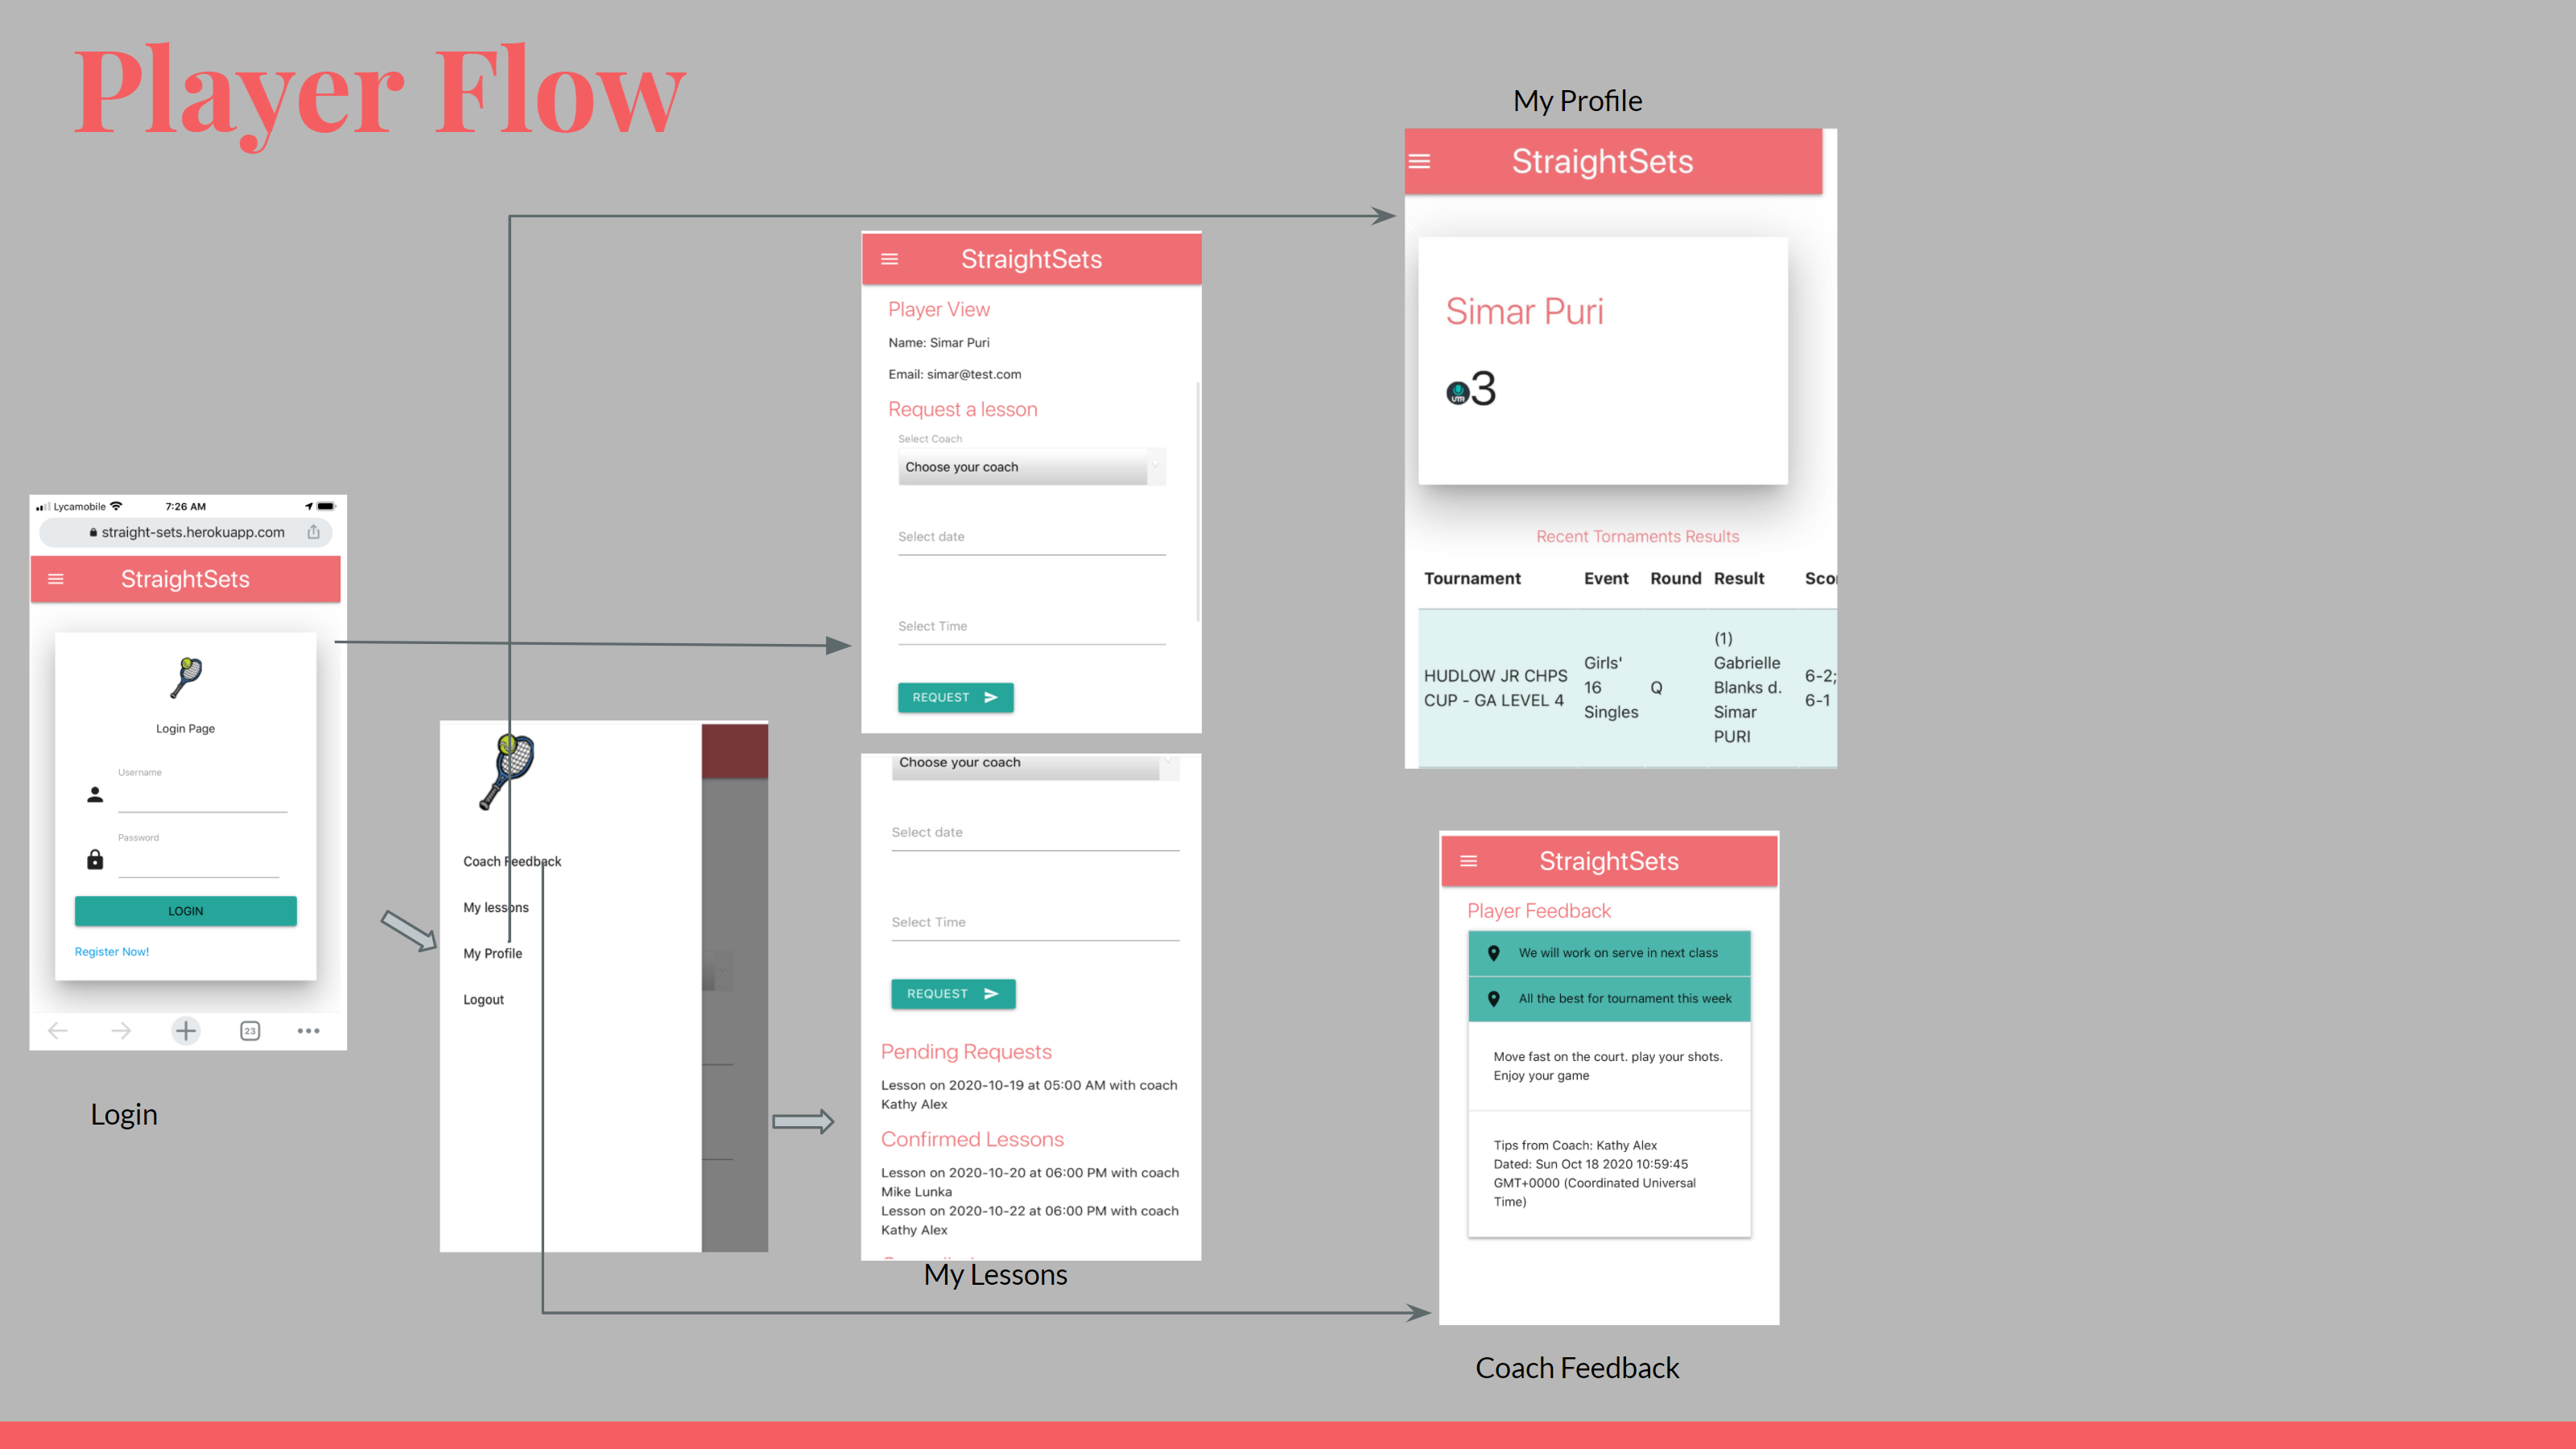 Player Flow
Lycamobile
7:26 AM
straight-sets.herokuapp.com
StraightSets
Login Page
Username
Password
LOGIN
Register Now!
23
Login
Coach Feedback
My lessons
My Profile
Logout
StraightSets
Player View
Name: Simar Puri
Email: simar@test.com
Request a lesson
Select Coach
Choose your coach
Select date
Select Time
REQUEST
Choose your coach
Select date
Select Time
REQUEST
Pending Requests
Lesson on 2020-10-19 at 05:00 AM with coach
Kathy Alex
Confirmed Lessons
Lesson on 2020-10-20 at 06:00 PM with coach
Mike Lunka
Lesson on 2020-10-22 at 06:00 PM with coach
Kathy Alex
My Lessons
My Profile
StraightSets
Simar Puri
UTR 3
Recent Tornaments Results
Tournament Event Round Result Sco
HUDLOW JR CHPS
CUP - GA LEVEL 4
Girls'
16
Singles
Q
(1)
Gabrielle
Blanks d.
Simar
PURI
6-2;
6-1
StraightSets
Player Feedback
We will work on serve in next class
All the best for tournament this week
Move fast on the court. play your shots.
Enjoy your game
Tips from Coach: Kathy Alex
Dated: Sun Oct 18 2020 10:59:45
GMT+0000 (Coordinated Universal
Time)
Coach Feedback